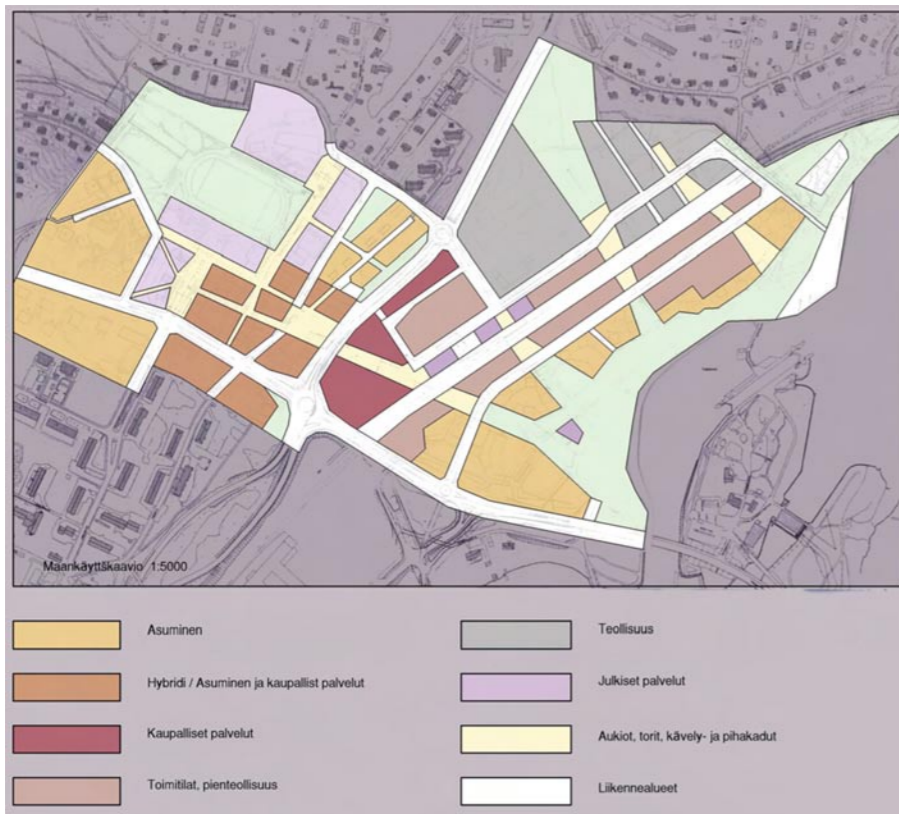 Maankäyttškaavio 1:5000
Asuminen
Hybridi / Asuminen ja kaupallist palvelut
Kaupalliset palvelut
Toimitilat, pienteollisuus
Teollisuus
Julkiset palvelut
Aukiot, torit, kävely- ja pihakadut
Liikennealueet